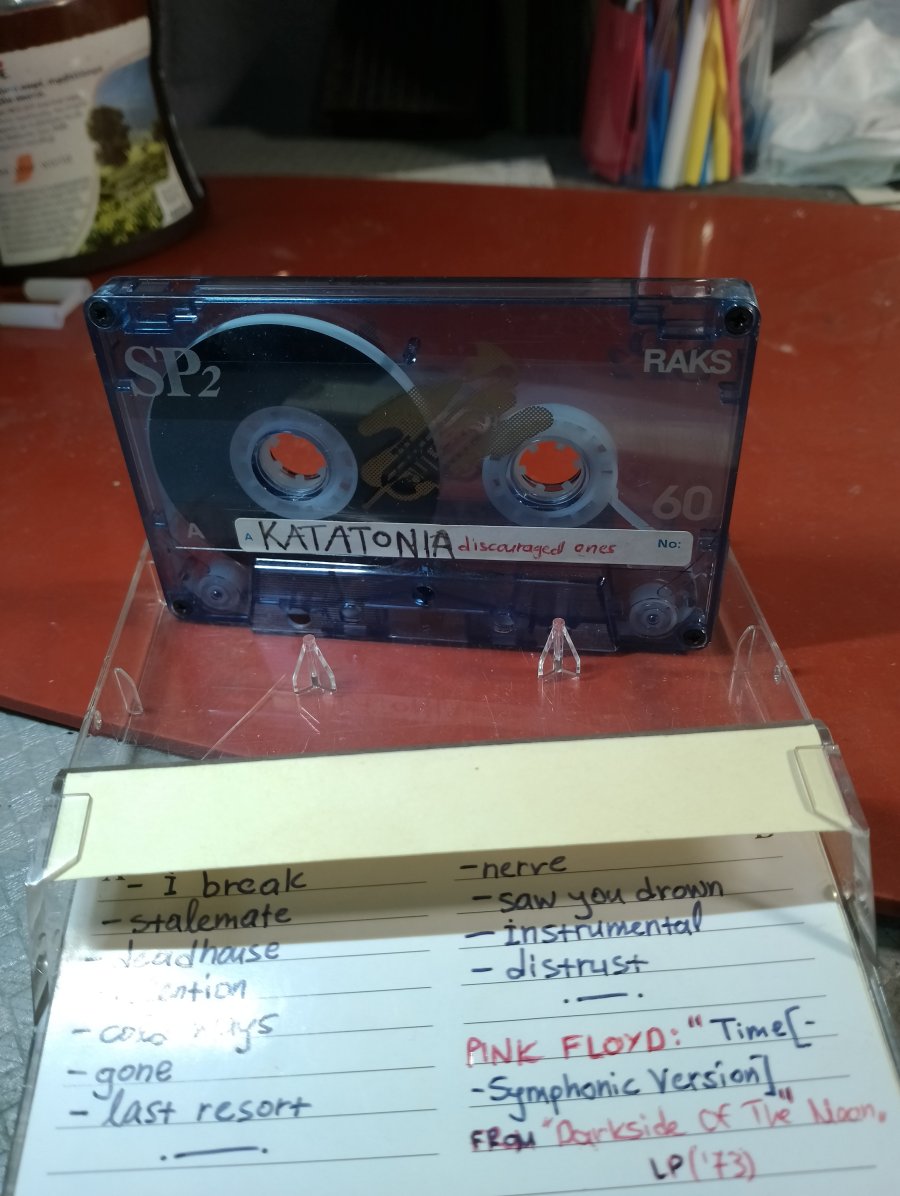 SP2
RAKS
60
A
A KATATONIA discouraged ones No:
- I break
- stalemate
- deadhouse
- gone
- last resort
-nerve
-saw you drown
- instrumental
- distrust
PINK FLOYD: "Time[-
-Symphonic Version]"
FROM "Darkside Of The Moon.
LP ('73)